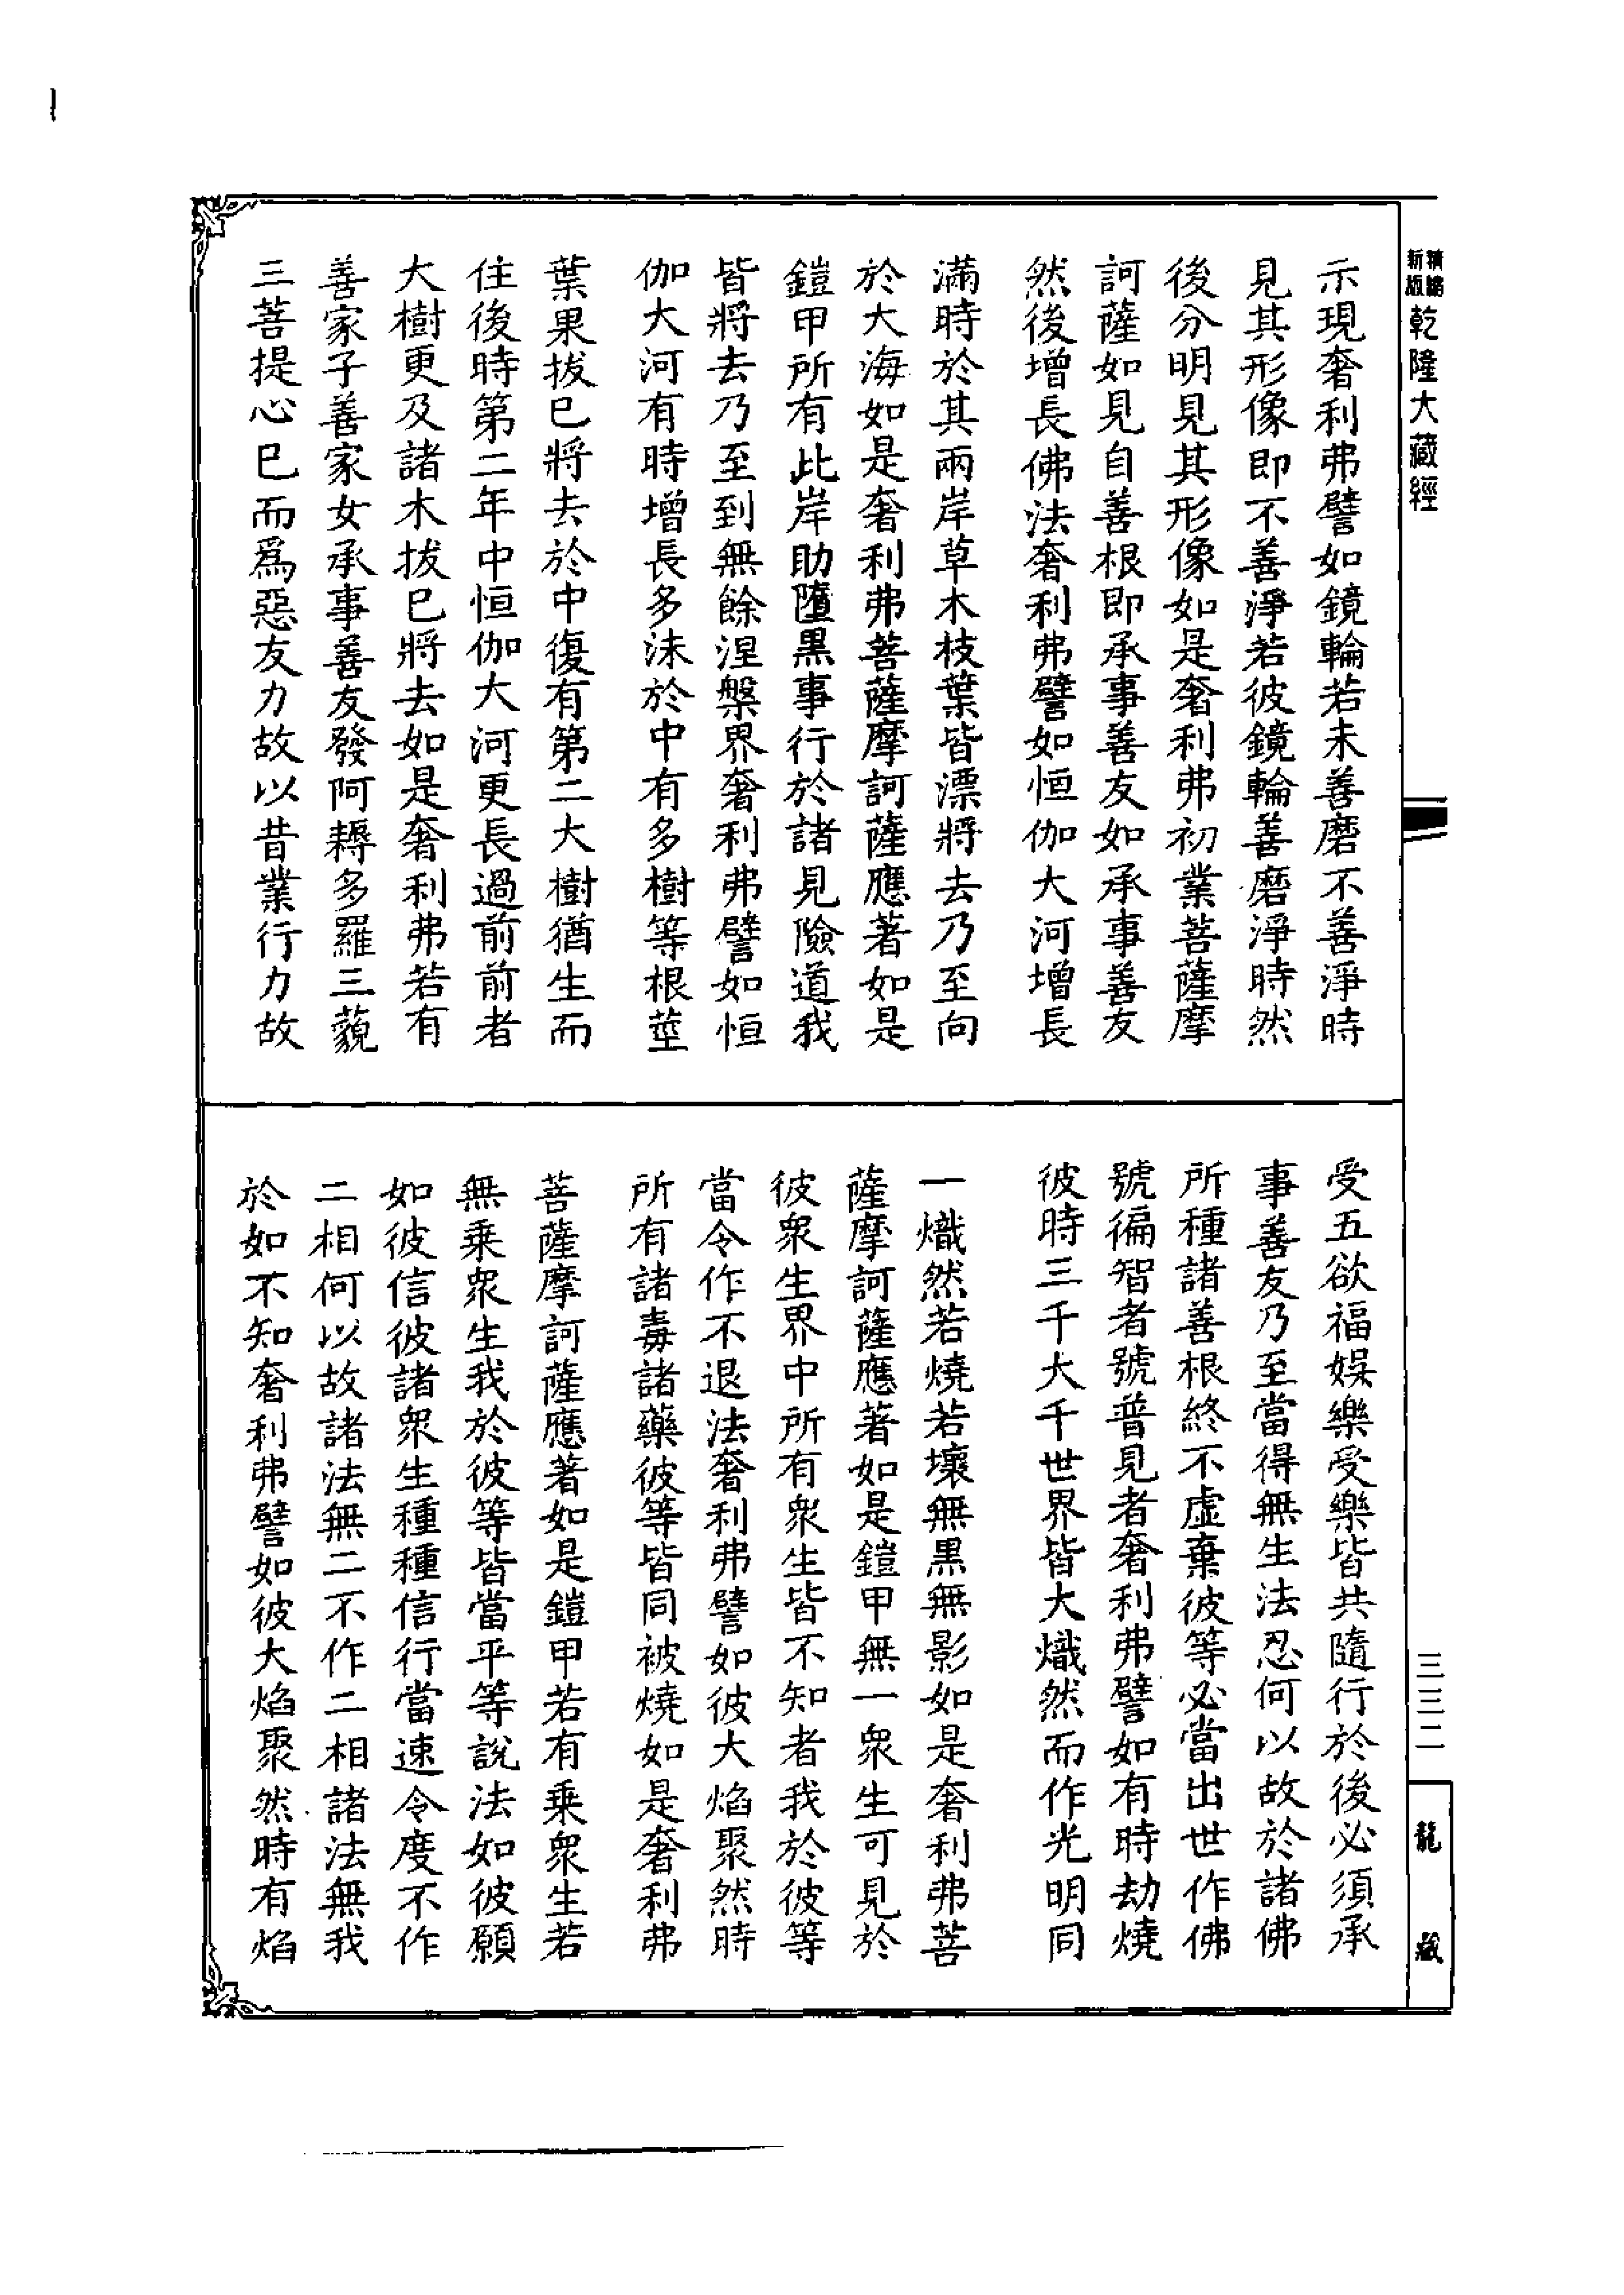 精編
新版
乾隆大藏經
示現奢利弗譬如鏡輪若未善磨不善淨時
見其形像即不善淨若彼鏡輪善磨淨時然
後分明見其形像如是奢利弗初業菩薩摩
訶薩如見自善根即承事善友如承事善友
然後增長佛法奢利弗譬如恒伽大河增長
滿時於其兩岸草木枝葉皆漂將去乃至向
於大海如是奢利弗菩薩摩訶薩應著如是
鎧甲所有此岸助墮黑事行於諸見險道我
皆將去乃至到無餘涅槃界奢利弗譬如恒
伽大河有時增長多沫於中有多樹等根莖
葉果拔已將去於中復有第二大樹猶生而
住後時第二年中恒伽大河更長過前前者
大樹更及諸木拔已將去如是奢利弗若有
善家子善家女承事善友發阿耨多羅三藐
三菩提心已而為惡友力故以昔業行力故
受五欲福娛樂受樂皆共隨行於後必須承
事善友乃至當得無生法忍何以故於諸佛
所種諸善根終不虛棄彼等必當出世作佛
號徧智者號普見者奢利弗譬如有時劫燒
彼時三千大千世界皆大熾然而作光明同
一熾然若燒若壞無黑無影如是奢利弗菩
薩摩訶薩應著如是鎧甲無一眾生可見於
彼眾生界中所有眾生皆不知者我於彼等
當令作不退法奢利弗譬如彼大焰聚然時
所有諸毒諸藥彼等皆同被燒如是奢利弗
菩薩摩訶薩應著如是鎧甲若有乘眾生若
無乘眾生我於彼等皆當平等說法如彼願
如彼信彼諸眾生種種信行當速令度不作
二相何以故諸法無二不作二相諸法無我
於如不知奢利弗譬如彼大焰聚然時有焰
三三二
龍藏